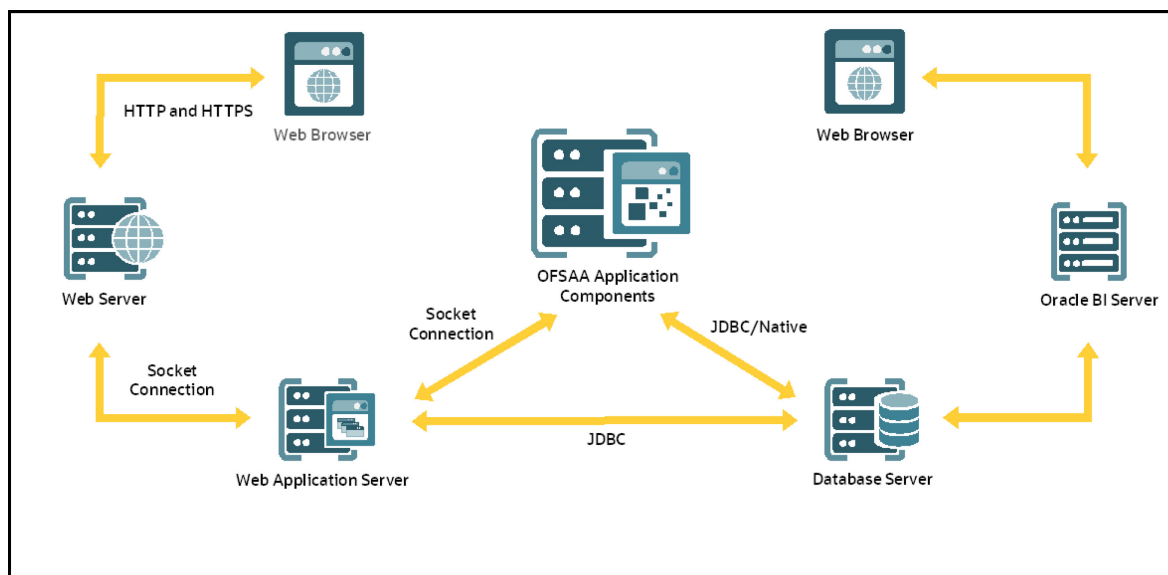 HTTP and HTTPS
Web Browser
Web Browser
Web Server
OFSAA Application
Components
Oracle BI Server
Socket
Connection
JDBC/Native
Socket
Connection
JDBC
Web Application Server
Database Server